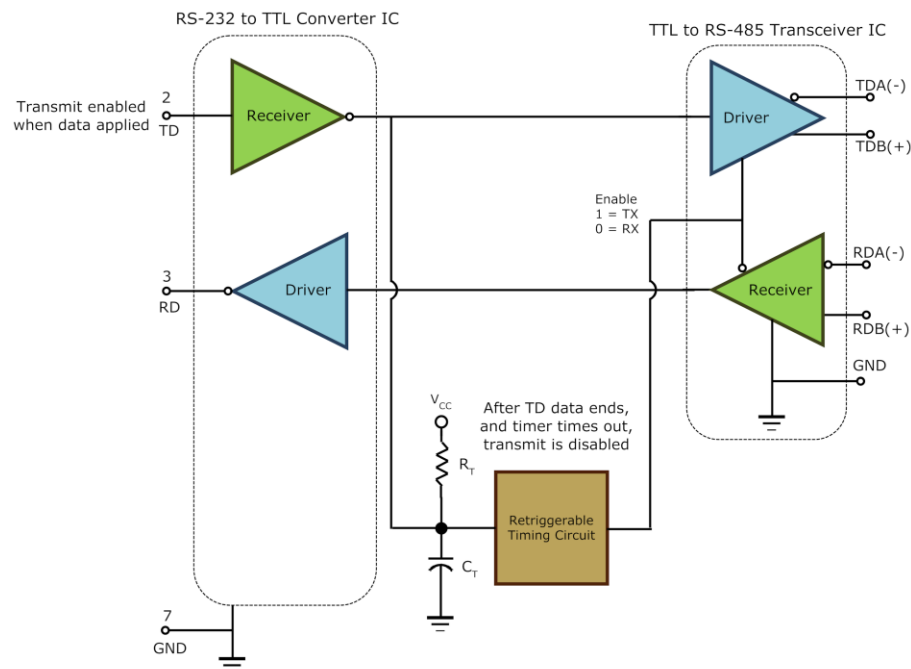 RS-232 to TTL Converter IC
TTL to RS-485 Transceiver IC
Transmit enabled
when data applied
2
TD
Receiver
Driver
TDA(-)
TDB(+)
Enable
1 = TX
0 = RX
3
RD
Driver
Receiver
RDA(-)
RDB(+)
GND
VCC
RT
After TD data ends,
and timer times out,
transmit is disabled
Retriggerable
Timing Circuit
CT
7
GND